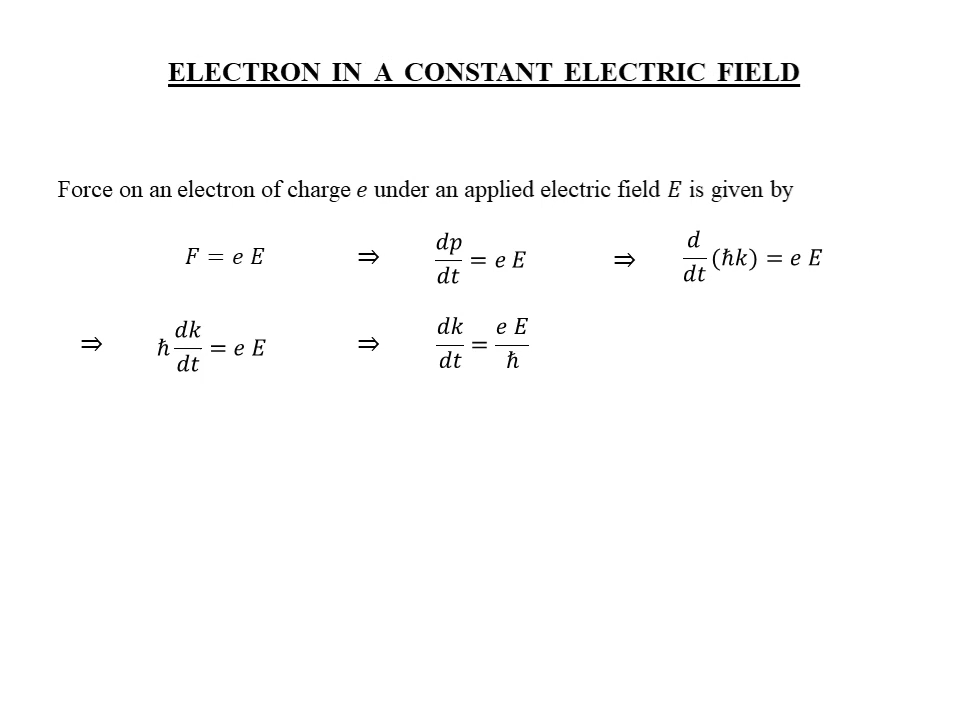 ELECTRON IN A CONSTANT ELECTRIC FIELD
Force on an electron of charge e under an applied electric field E is given by
F = e E ⇒ dp/dt = e E ⇒ d/dt (ħk) = e E
⇒ ħ dk/dt = e E ⇒ dk/dt = e E/ħ